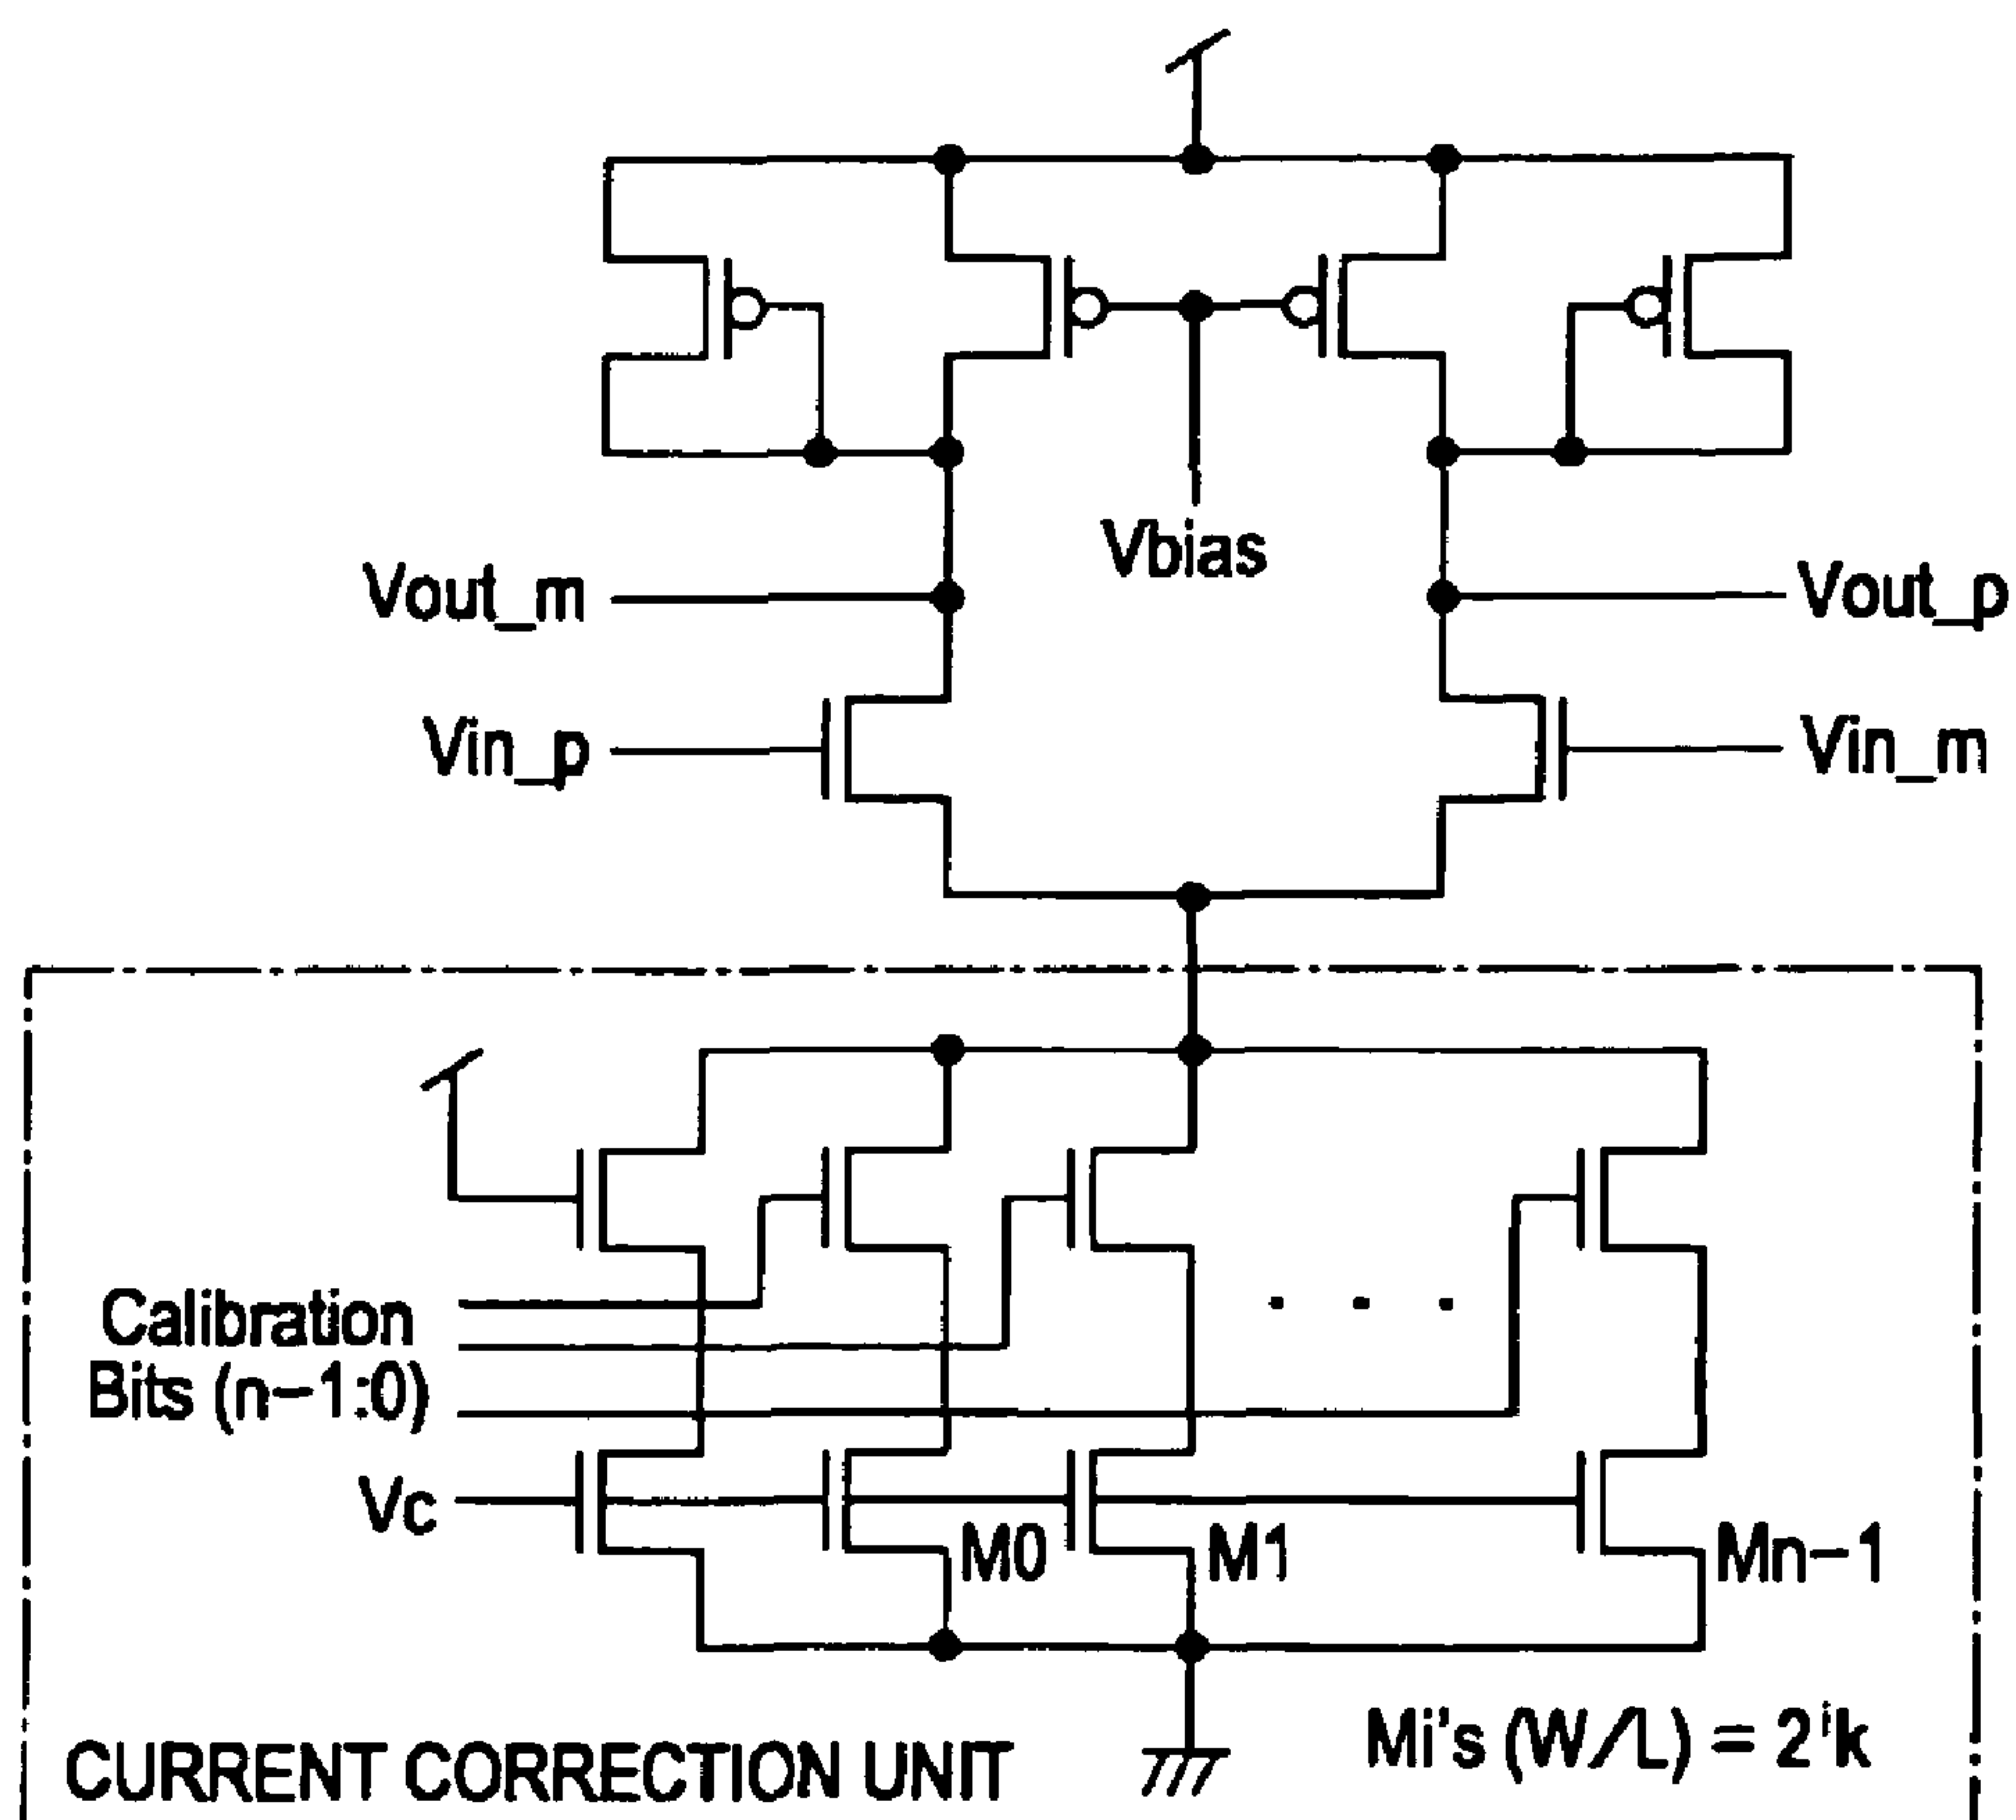 Vbias
Vout_m
Vout_p
Vin_p
Vin_m
Calibration
Bits (n−1:0)
Vc
M0
M1
Mn−1
Mi's (W/L) = 2ⁱk
CURRENT CORRECTION UNIT